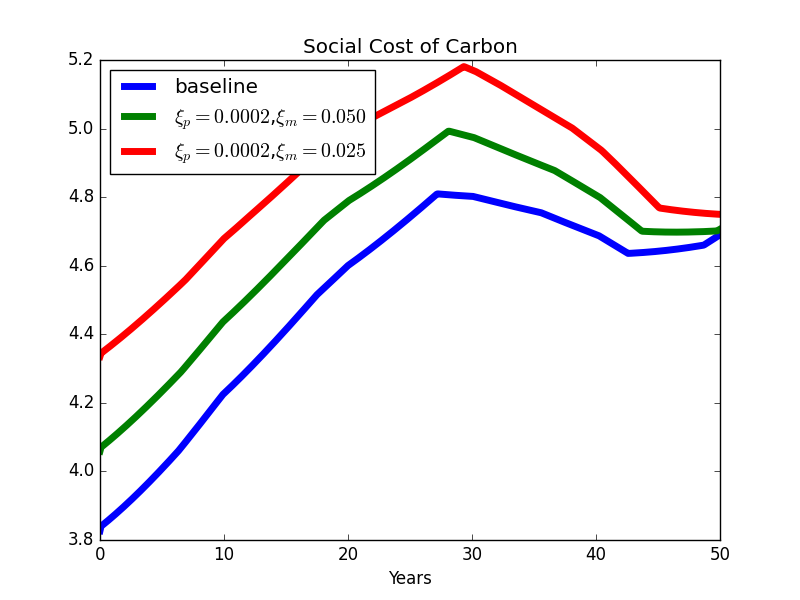 Social Cost of Carbon
5.2
5.0
4.8
4.6
4.4
4.2
4.0
3.8
baseline
ξₚ = 0.0002,ξₘ = 0.050
ξₚ = 0.0002,ξₘ = 0.025
0 10 20 30 40 50
Years